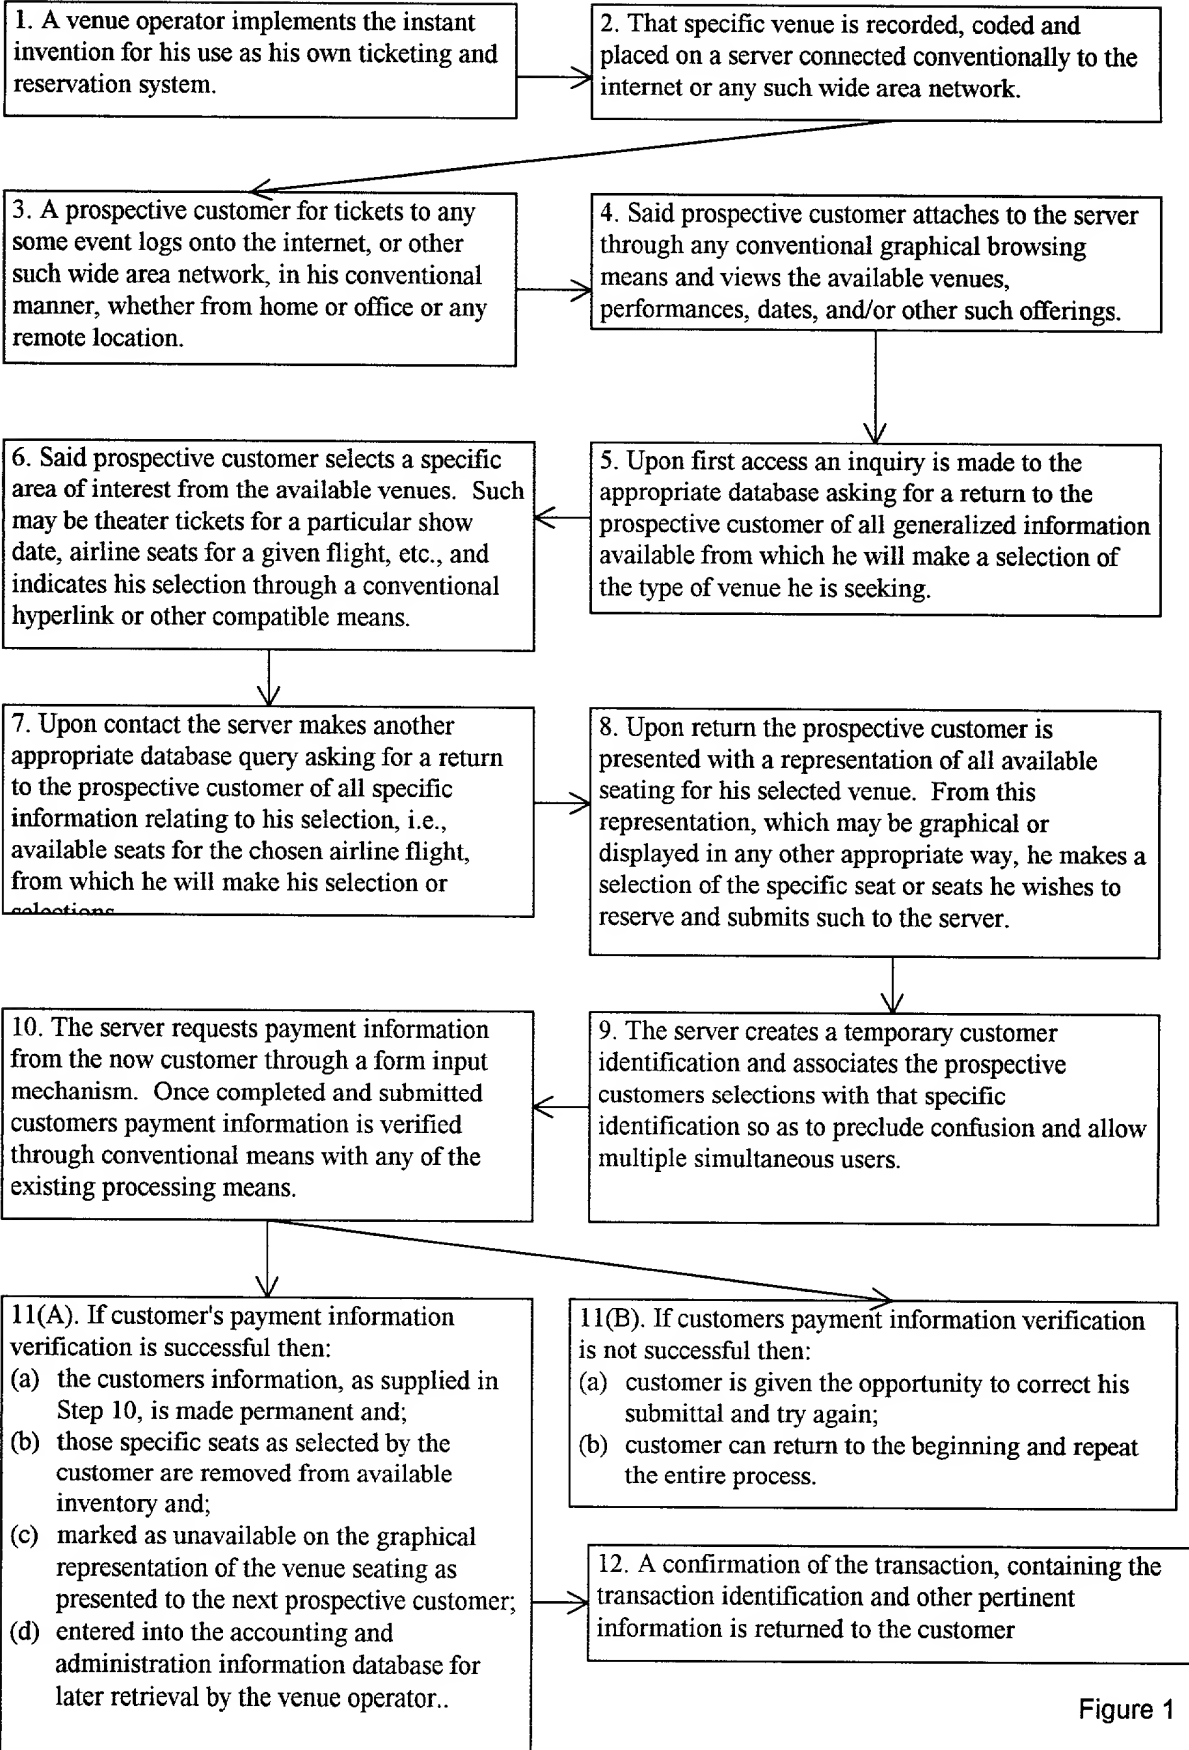 1. A venue operator implements the instant
invention for his use as his own ticketing and
reservation system.
2. That specific venue is recorded, coded and
placed on a server connected conventionally to the
internet or any such wide area network.
3. A prospective customer for tickets to any
some event logs onto the internet, or other
such wide area network, in his conventional
manner, whether from home or office or any
remote location.
4. Said prospective customer attaches to the server
through any conventional graphical browsing
means and views the available venues,
performances, dates, and/or other such offerings.
5. Upon first access an inquiry is made to the
appropriate database asking for a return to the
prospective customer of all generalized information
available from which he will make a selection of
the type of venue he is seeking.
6. Said prospective customer selects a specific
area of interest from the available venues. Such
may be theater tickets for a particular show
date, airline seats for a given flight, etc., and
indicates his selection through a conventional
hyperlink or other compatible means.
7. Upon contact the server makes another
appropriate database query asking for a return
to the prospective customer of all specific
information relating to his selection, i.e.,
available seats for the chosen airline flight,
from which he will make his selection or
selections
8. Upon return the prospective customer is
presented with a representation of all available
seating for his selected venue. From this
representation, which may be graphical or
displayed in any other appropriate way, he makes a
selection of the specific seat or seats he wishes to
reserve and submits such to the server.
9. The server creates a temporary customer
identification and associates the prospective
customers selections with that specific
identification so as to preclude confusion and allow
multiple simultaneous users.
10. The server requests payment information
from the now customer through a form input
mechanism. Once completed and submitted
customers payment information is verified
through conventional means with any of the
existing processing means.
11(A). If customer's payment information
verification is successful then:
(a) the customers information, as supplied in
Step 10, is made permanent and;
(b) those specific seats as selected by the
customer are removed from available
inventory and;
(c) marked as unavailable on the graphical
representation of the venue seating as
presented to the next prospective customer;
(d) entered into the accounting and
administration information database for
later retrieval by the venue operator..
11(B). If customers payment information verification
is not successful then:
(a) customer is given the opportunity to correct his
submittal and try again;
(b) customer can return to the beginning and repeat
the entire process.
12. A confirmation of the transaction, containing the
transaction identification and other pertinent
information is returned to the customer
Figure 1